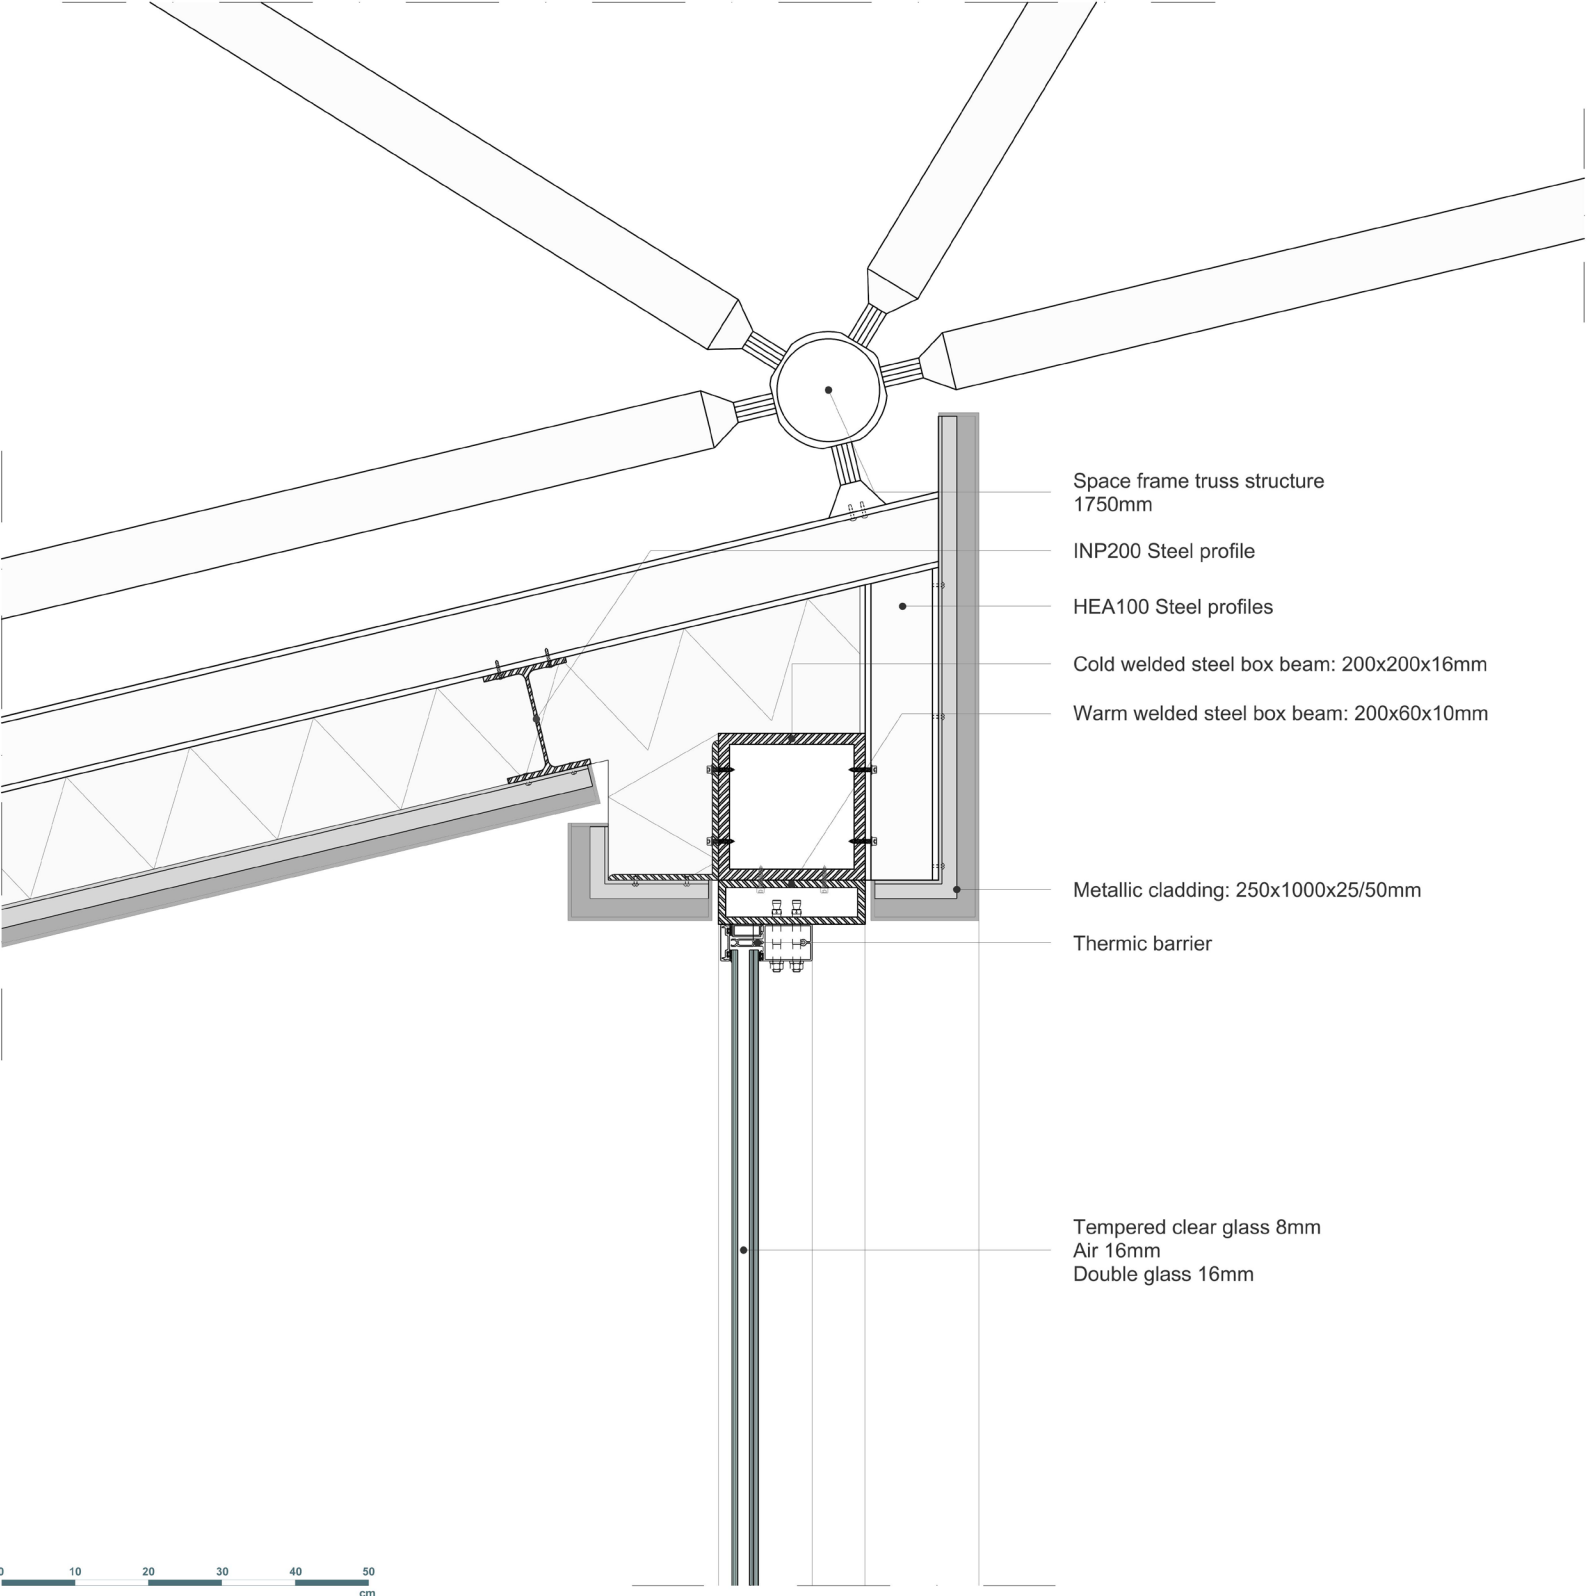 Space frame truss structure
1750mm
INP200 Steel profile
HEA100 Steel profiles
Cold welded steel box beam: 200x200x16mm
Warm welded steel box beam: 200x60x10mm
Metallic cladding: 250x1000x25/50mm
Thermic barrier
Tempered clear glass 8mm
Air 16mm
Double glass 16mm
0 10 20 30 40 50
cm